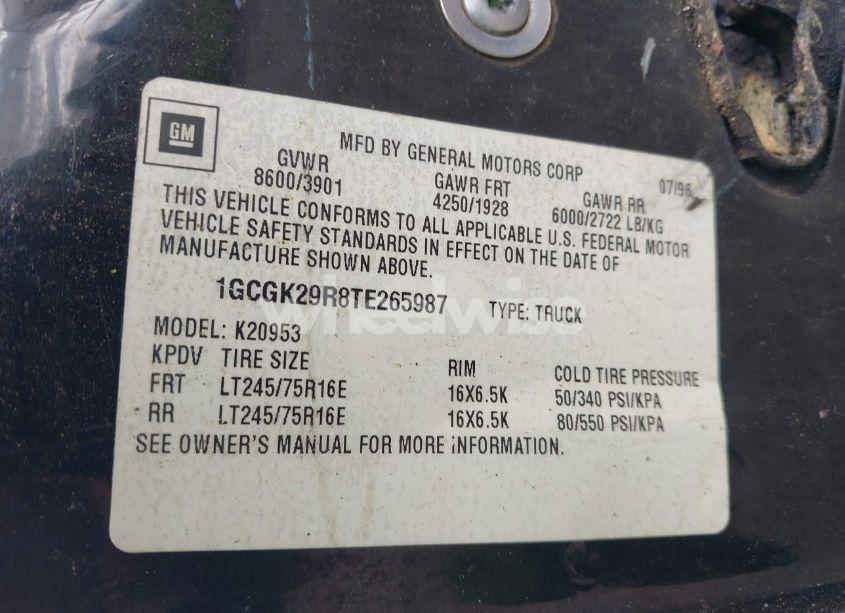 GM
MFD BY GENERAL MOTORS CORP 07/96
GVWR GAWR FRT GAWR RR
8600/3901 4250/1928 6000/2722 LB/KG
THIS VEHICLE CONFORMS TO ALL APPLICABLE U.S. FEDERAL MOTOR
VEHICLE SAFETY STANDARDS IN EFFECT ON THE DATE OF
MANUFACTURE SHOWN ABOVE.
1GCGK29R8TE265987 TYPE: TRUCK
wheelwise
MODEL: K20953
KPDV TIRE SIZE RIM COLD TIRE PRESSURE
FRT LT245/75R16E 16X6.5K 50/340 PSI/KPA
RR LT245/75R16E 16X6.5K 80/550 PSI/KPA
SEE OWNER'S MANUAL FOR MORE INFORMATION.